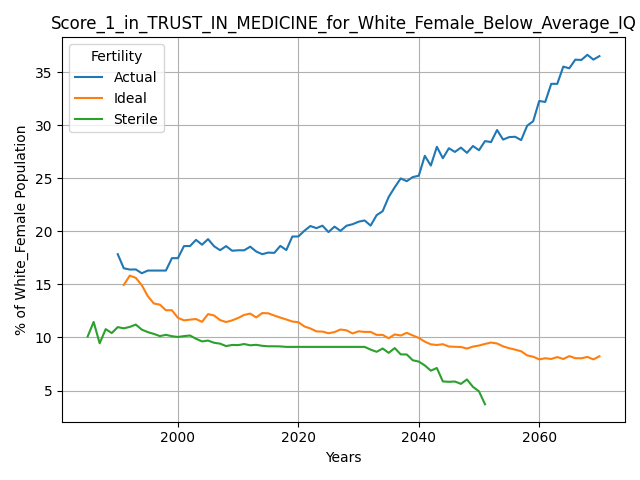 Score_1_in_TRUST_IN_MEDICINE_for_White_Female_Below_Average_IQ
Fertility
Actual
Ideal
Sterile
% of White_Female Population
35
30
25
20
15
10
5
2000
2020
2040
2060
Years